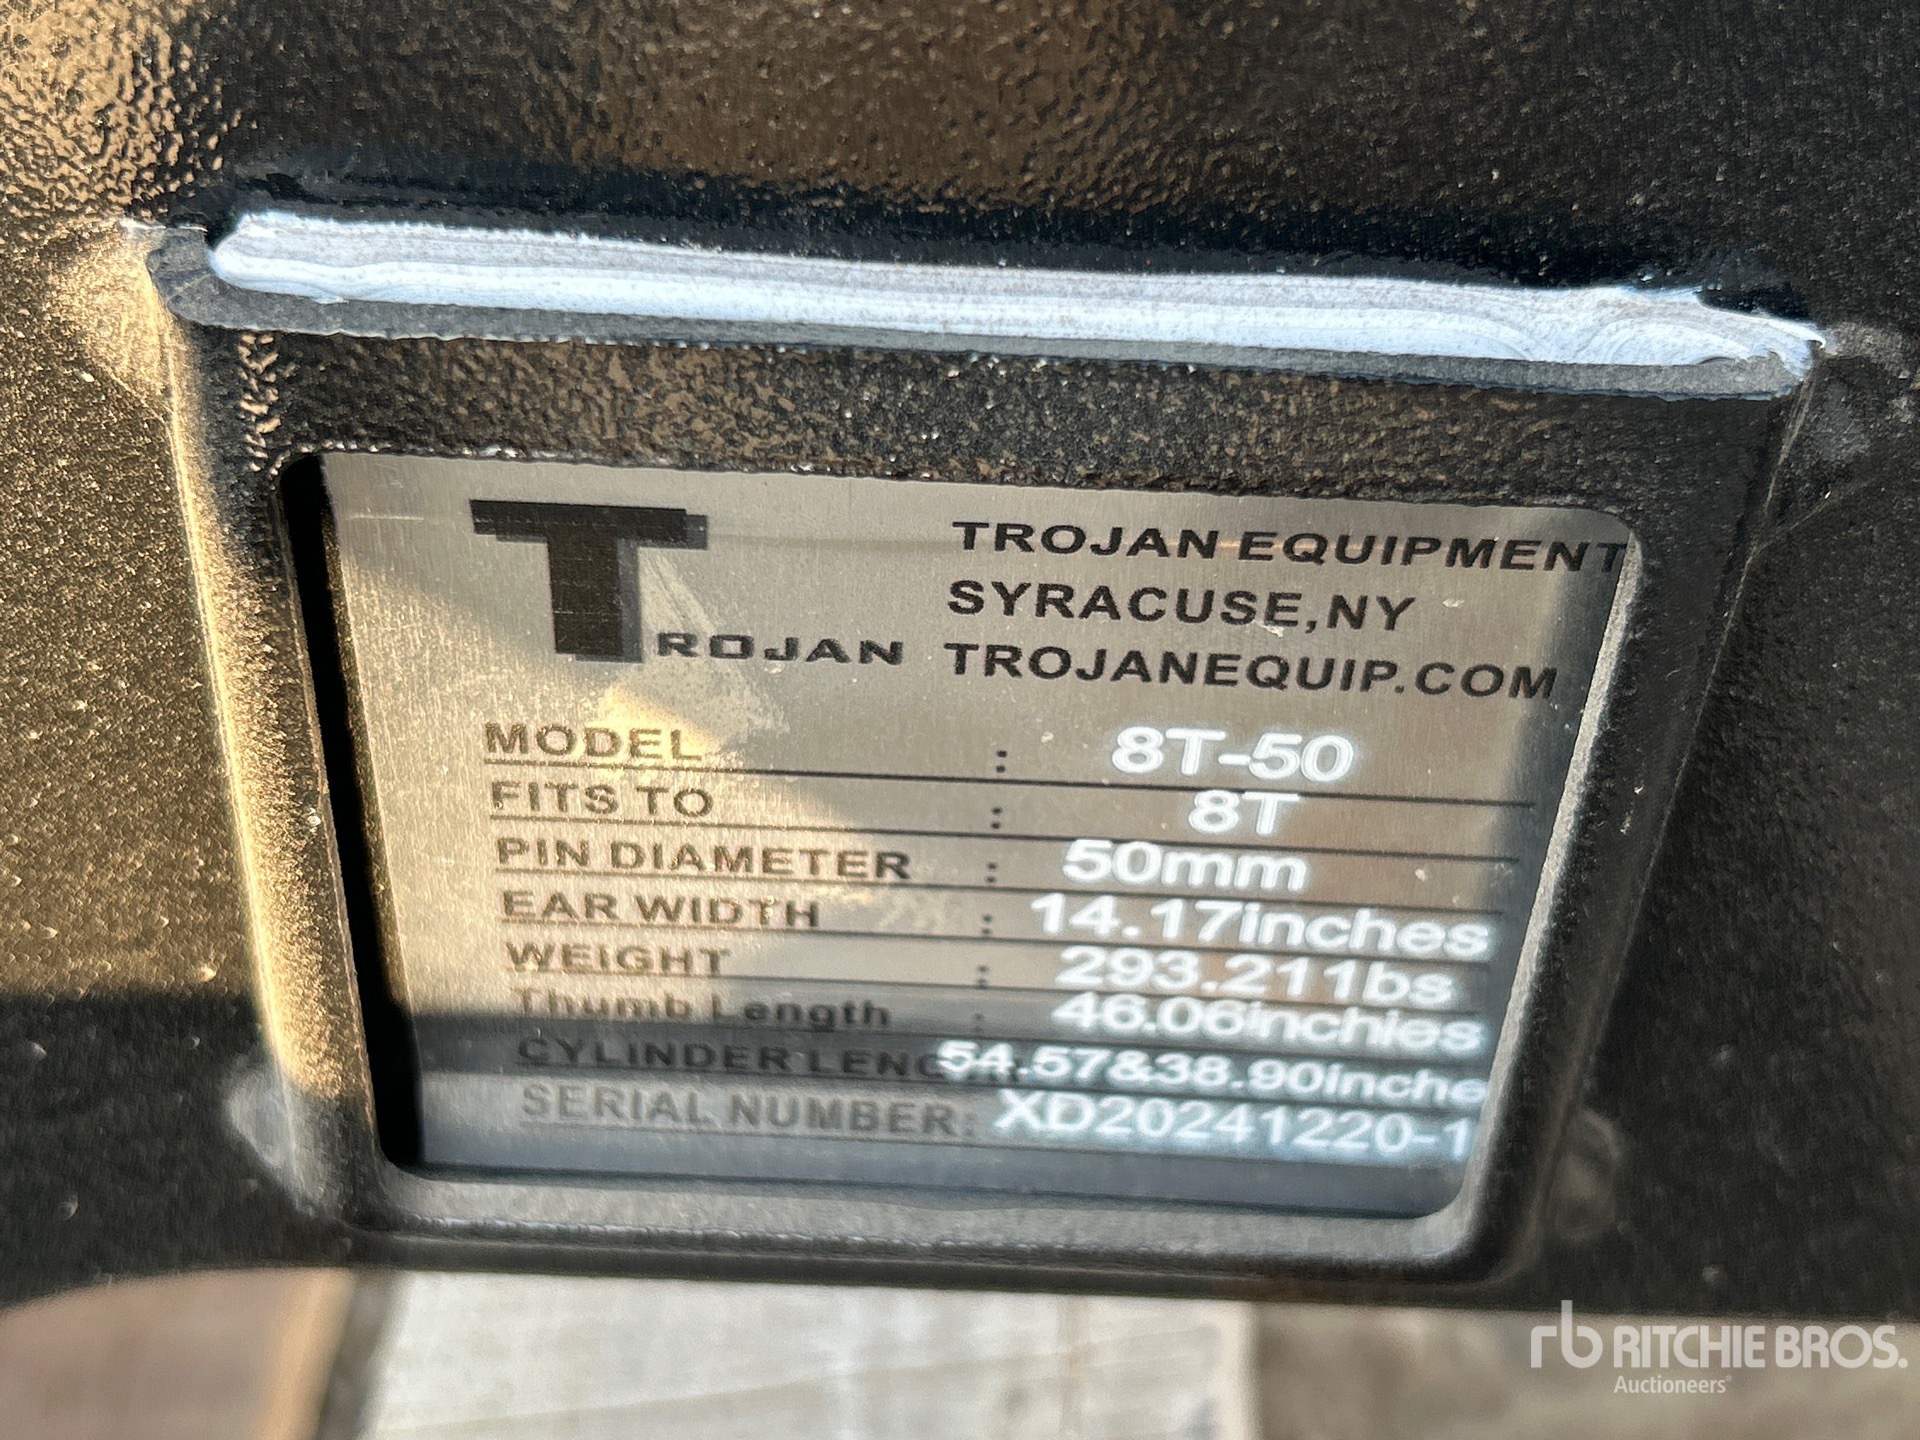 TROJAN
TROJAN EQUIPMENT
SYRACUSE,NY
TROJANEQUIP.COM
MODEL : 8T-50
FITS TO : 8T
PIN DIAMETER : 50mm
EAR WIDTH : 14.17inches
WEIGHT : 293.21lbs
Thumb Length : 46.06inchies
CYLINDER LENG 54.57&38.90inche
SERIAL NUMBER: XD20241220-1
rb RITCHIE BROS.
Auctioneers